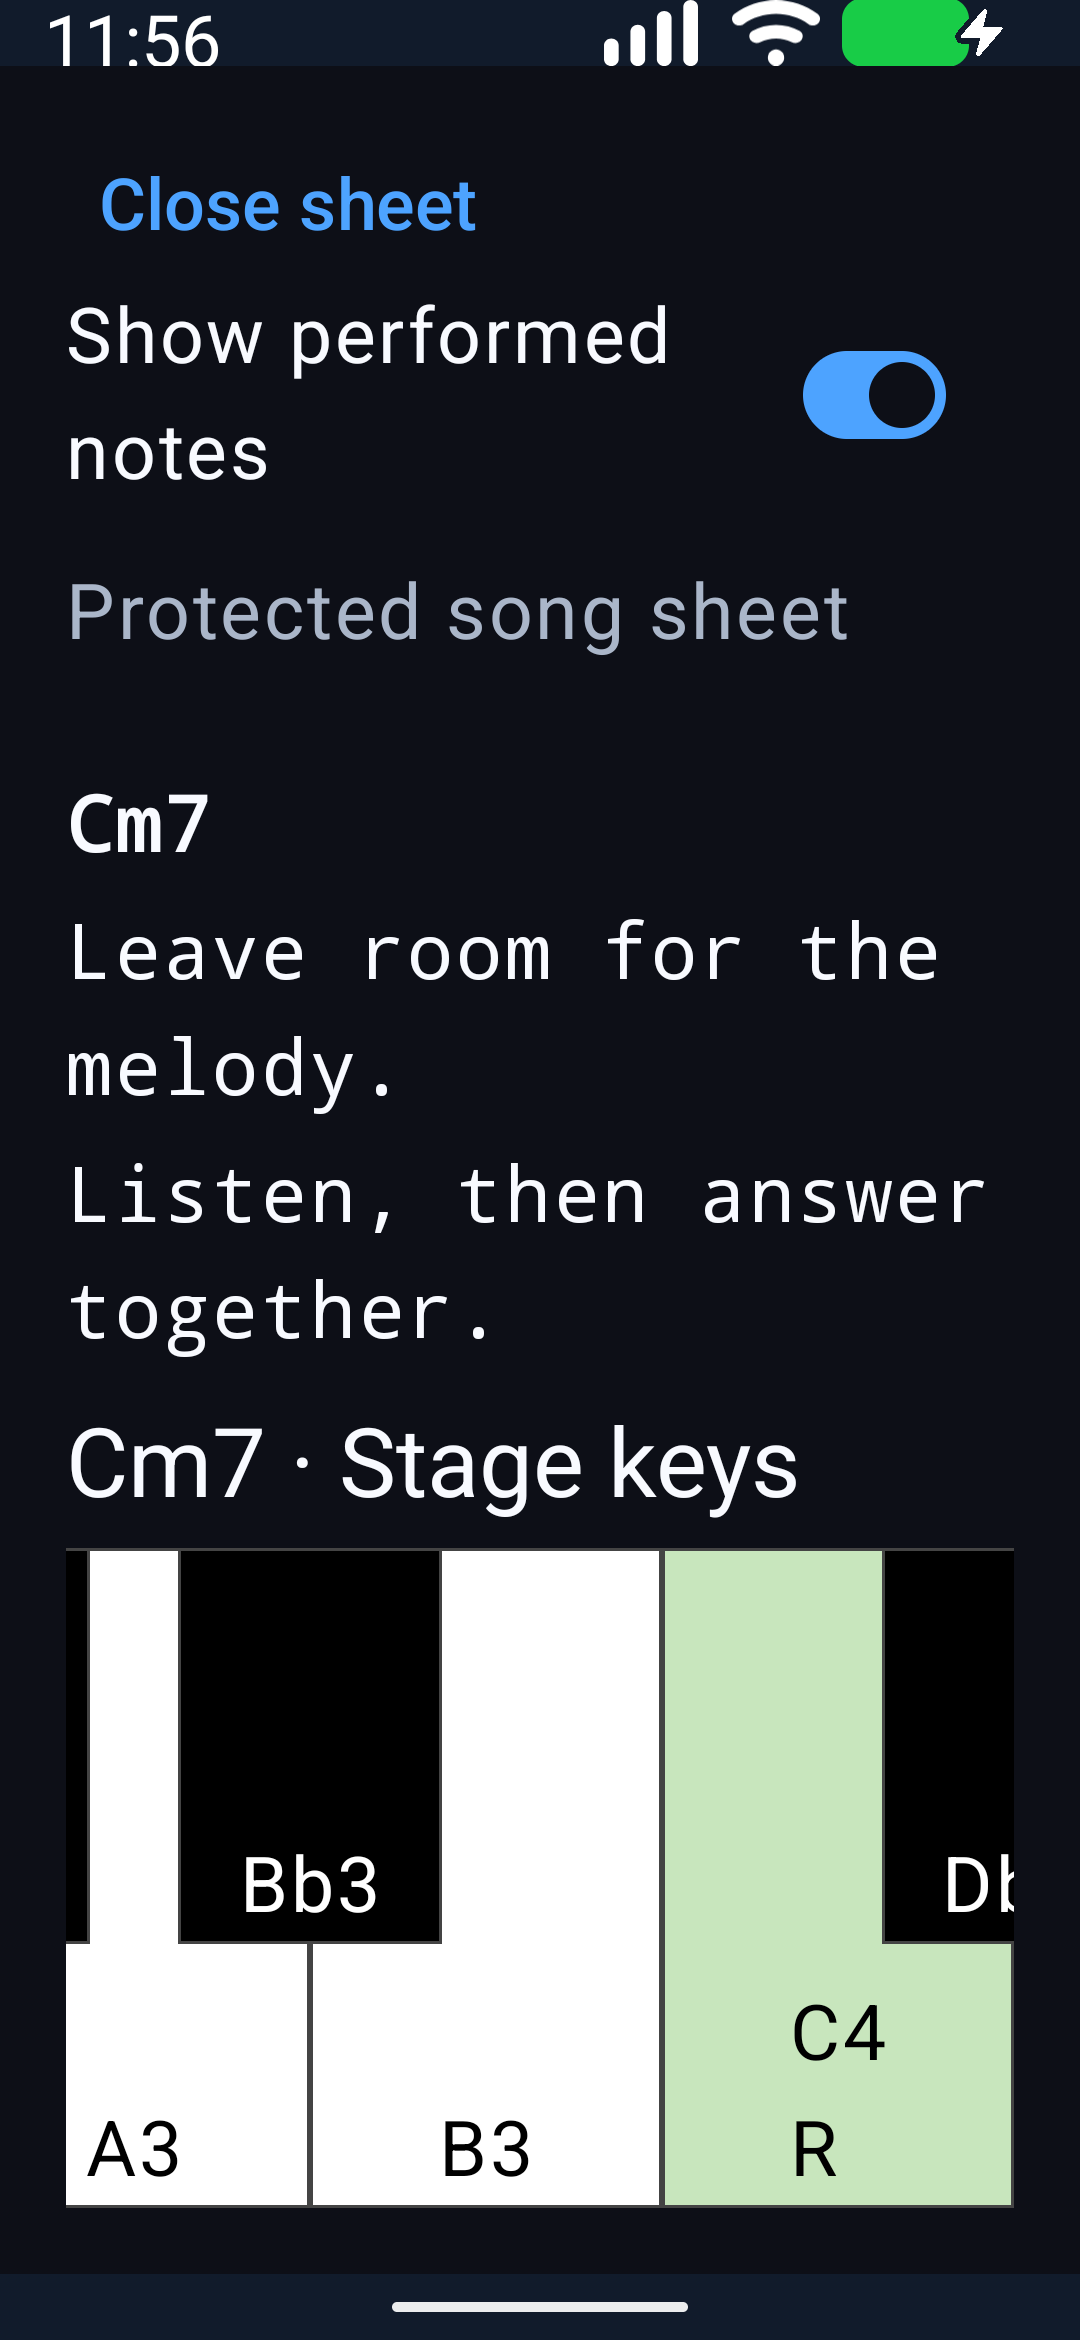 11:56
Close sheet
Show performed
notes
Protected song sheet
Cm7
Leave room for the
melody.
Listen, then answer
together.
Cm7 · Stage keys
Bb3
A3
B3
C4
R